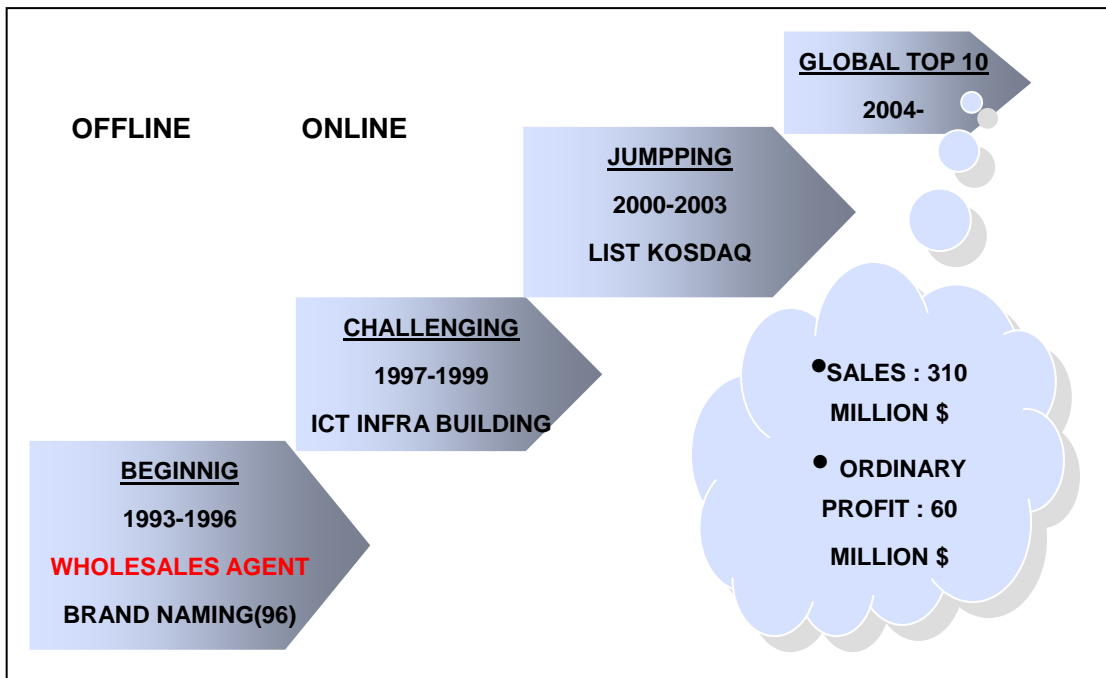 GLOBAL TOP 10
2004-
OFFLINE
ONLINE
JUMPPING
2000-2003
LIST KOSDAQ
CHALLENGING
1997-1999
ICT INFRA BUILDING
BEGINNIG
1993-1996
WHOLESALES AGENT
BRAND NAMING(96)
•SALES : 310
MILLION $
• ORDINARY
PROFIT : 60
MILLION $